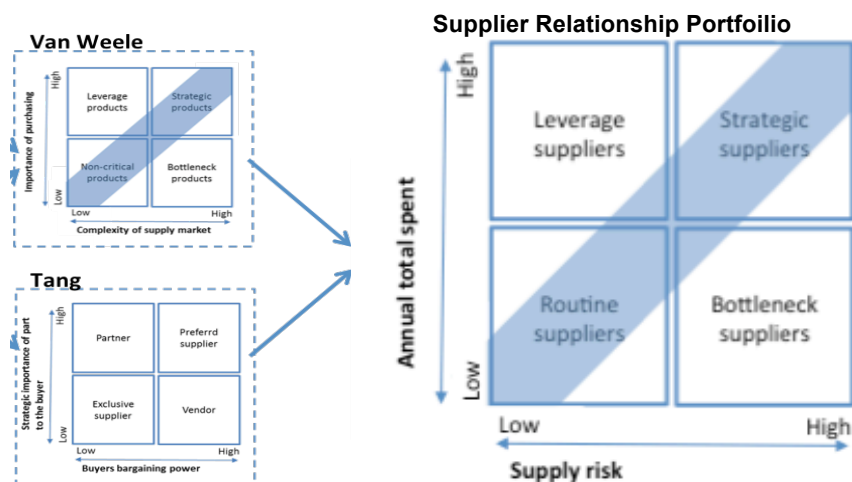 Van Weele
High
Importance of purchasing
Low
Leverage
products
Strategic
products
Non-critical
products
Bottleneck
products
Low
High
Complexity of supply market
Tang
High
Strategic importance of part
to the buyer
Low
Partner
Preferrd
supplier
Exclusive
supplier
Vendor
Low
High
Buyers bargaining power
Supplier Relationship Portfoilio
High
Annual total spent
Low
Leverage
suppliers
Strategic
suppliers
Routine
suppliers
Bottleneck
suppliers
Low
High
Supply risk